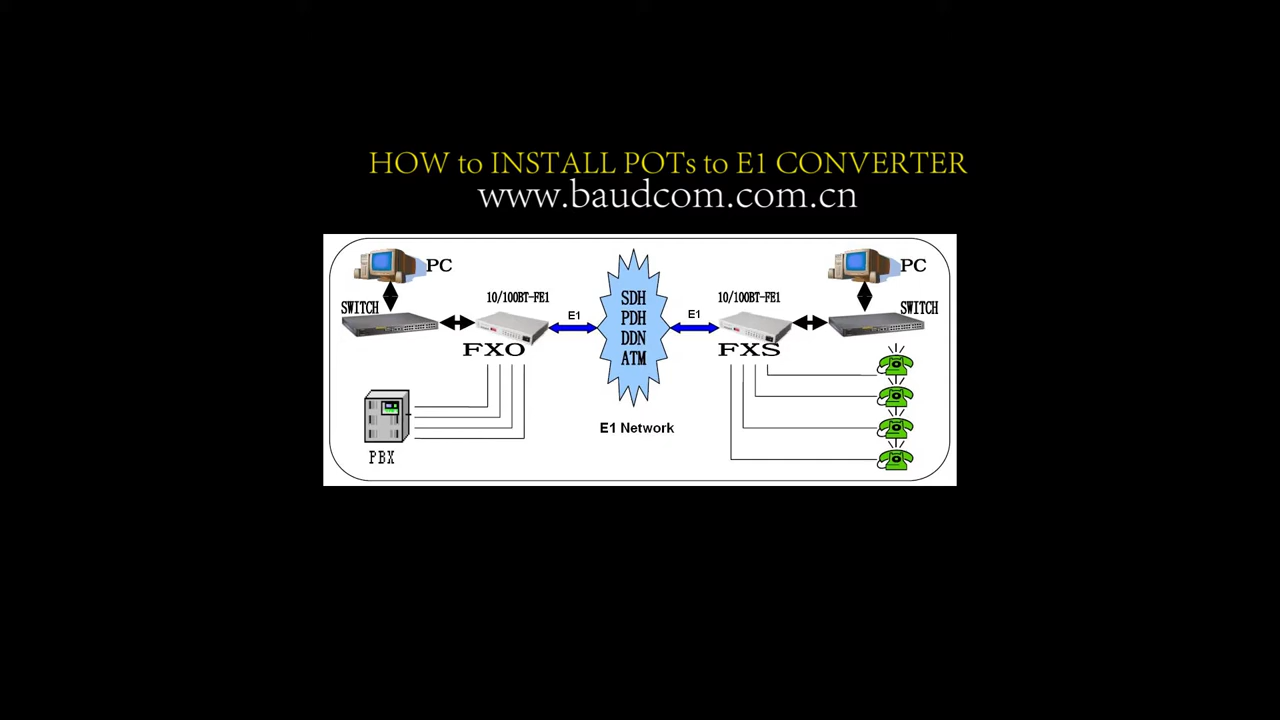 HOW to INSTALL POTs to E1 CONVERTER
www.baudcom.com.cn
PC
SWITCH
10/100BT-FE1
FXO
E1
SDH
PDH
DDN
ATM
E1
10/100BT-FE1
FXS
PC
SWITCH
PBX
E1 Network